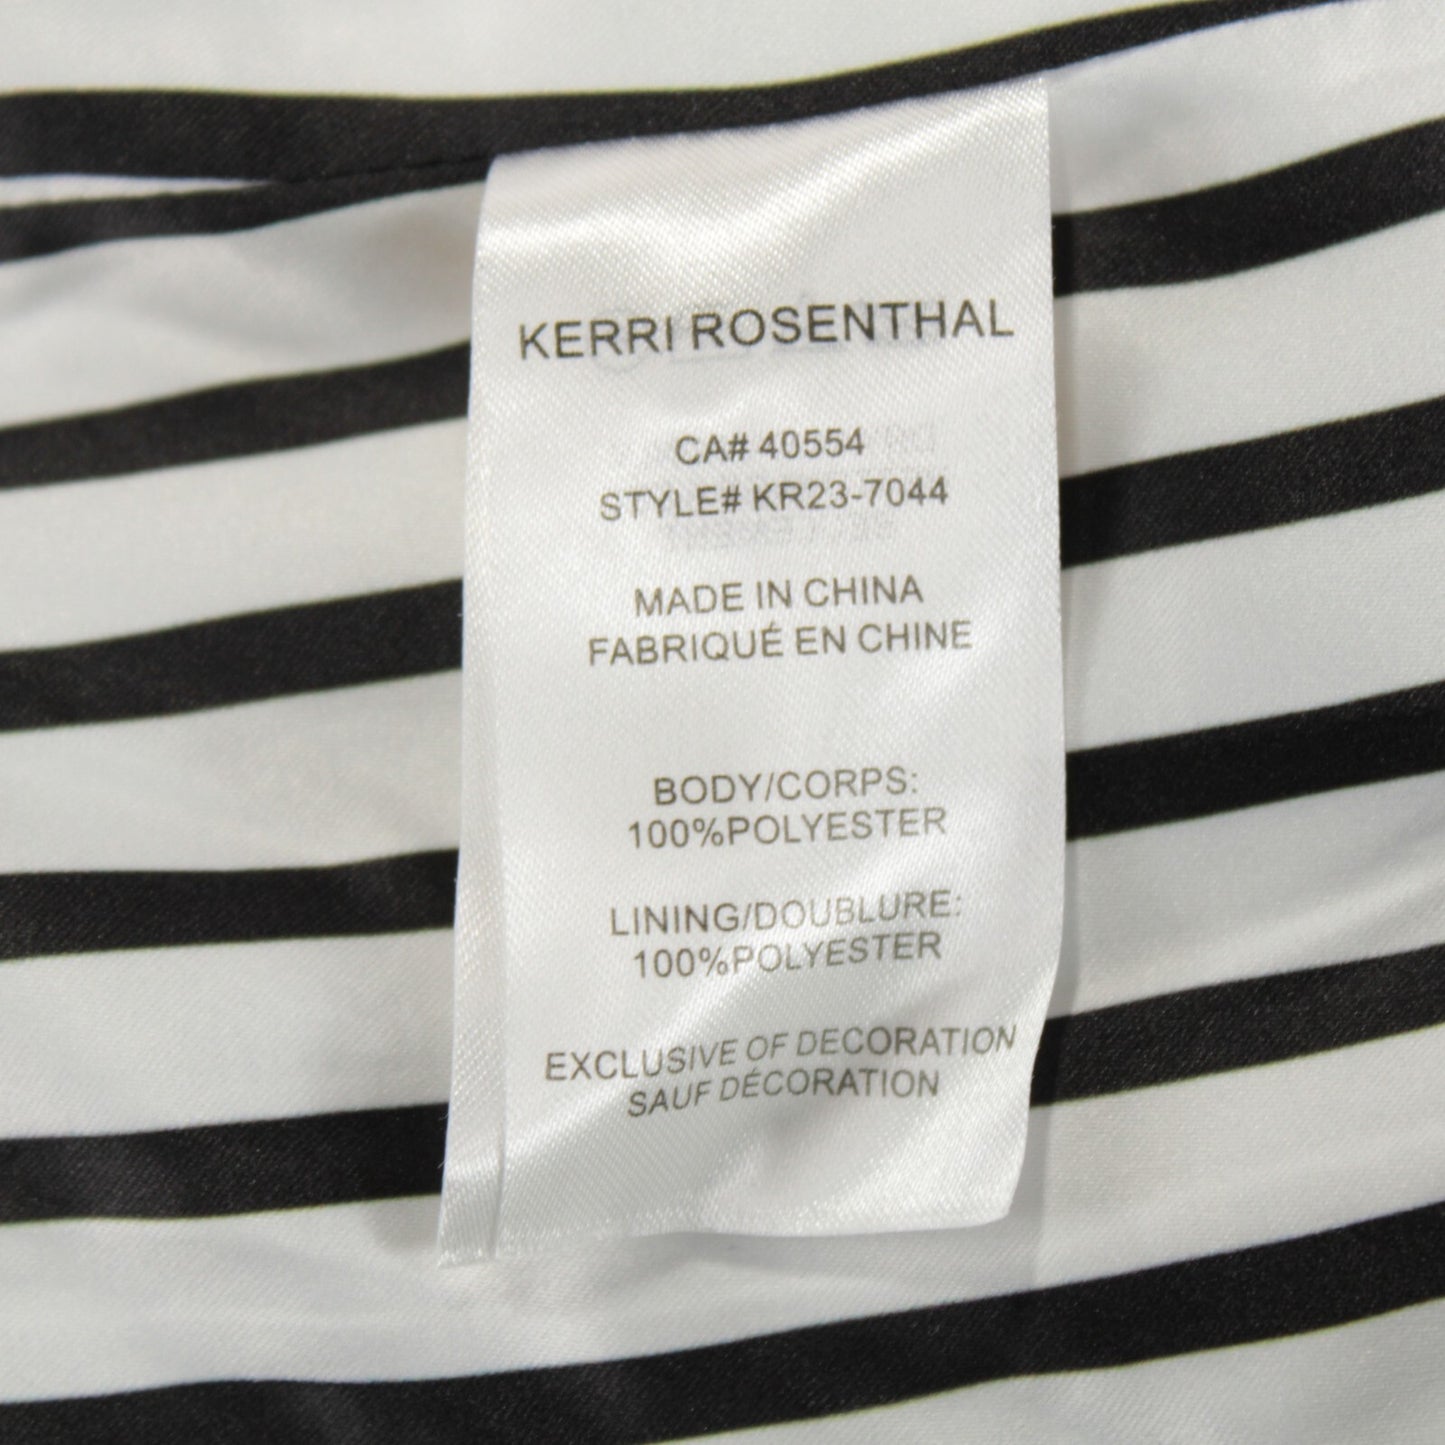 KERRI ROSENTHAL
CA# 40554
STYLE# KR23-7044
MADE IN CHINA
FABRIQUÉ EN CHINE
BODY/CORPS:
100%POLYESTER
LINING/DOUBLURE:
100%POLYESTER
EXCLUSIVE OF DECORATION
SAUF DÉCORATION